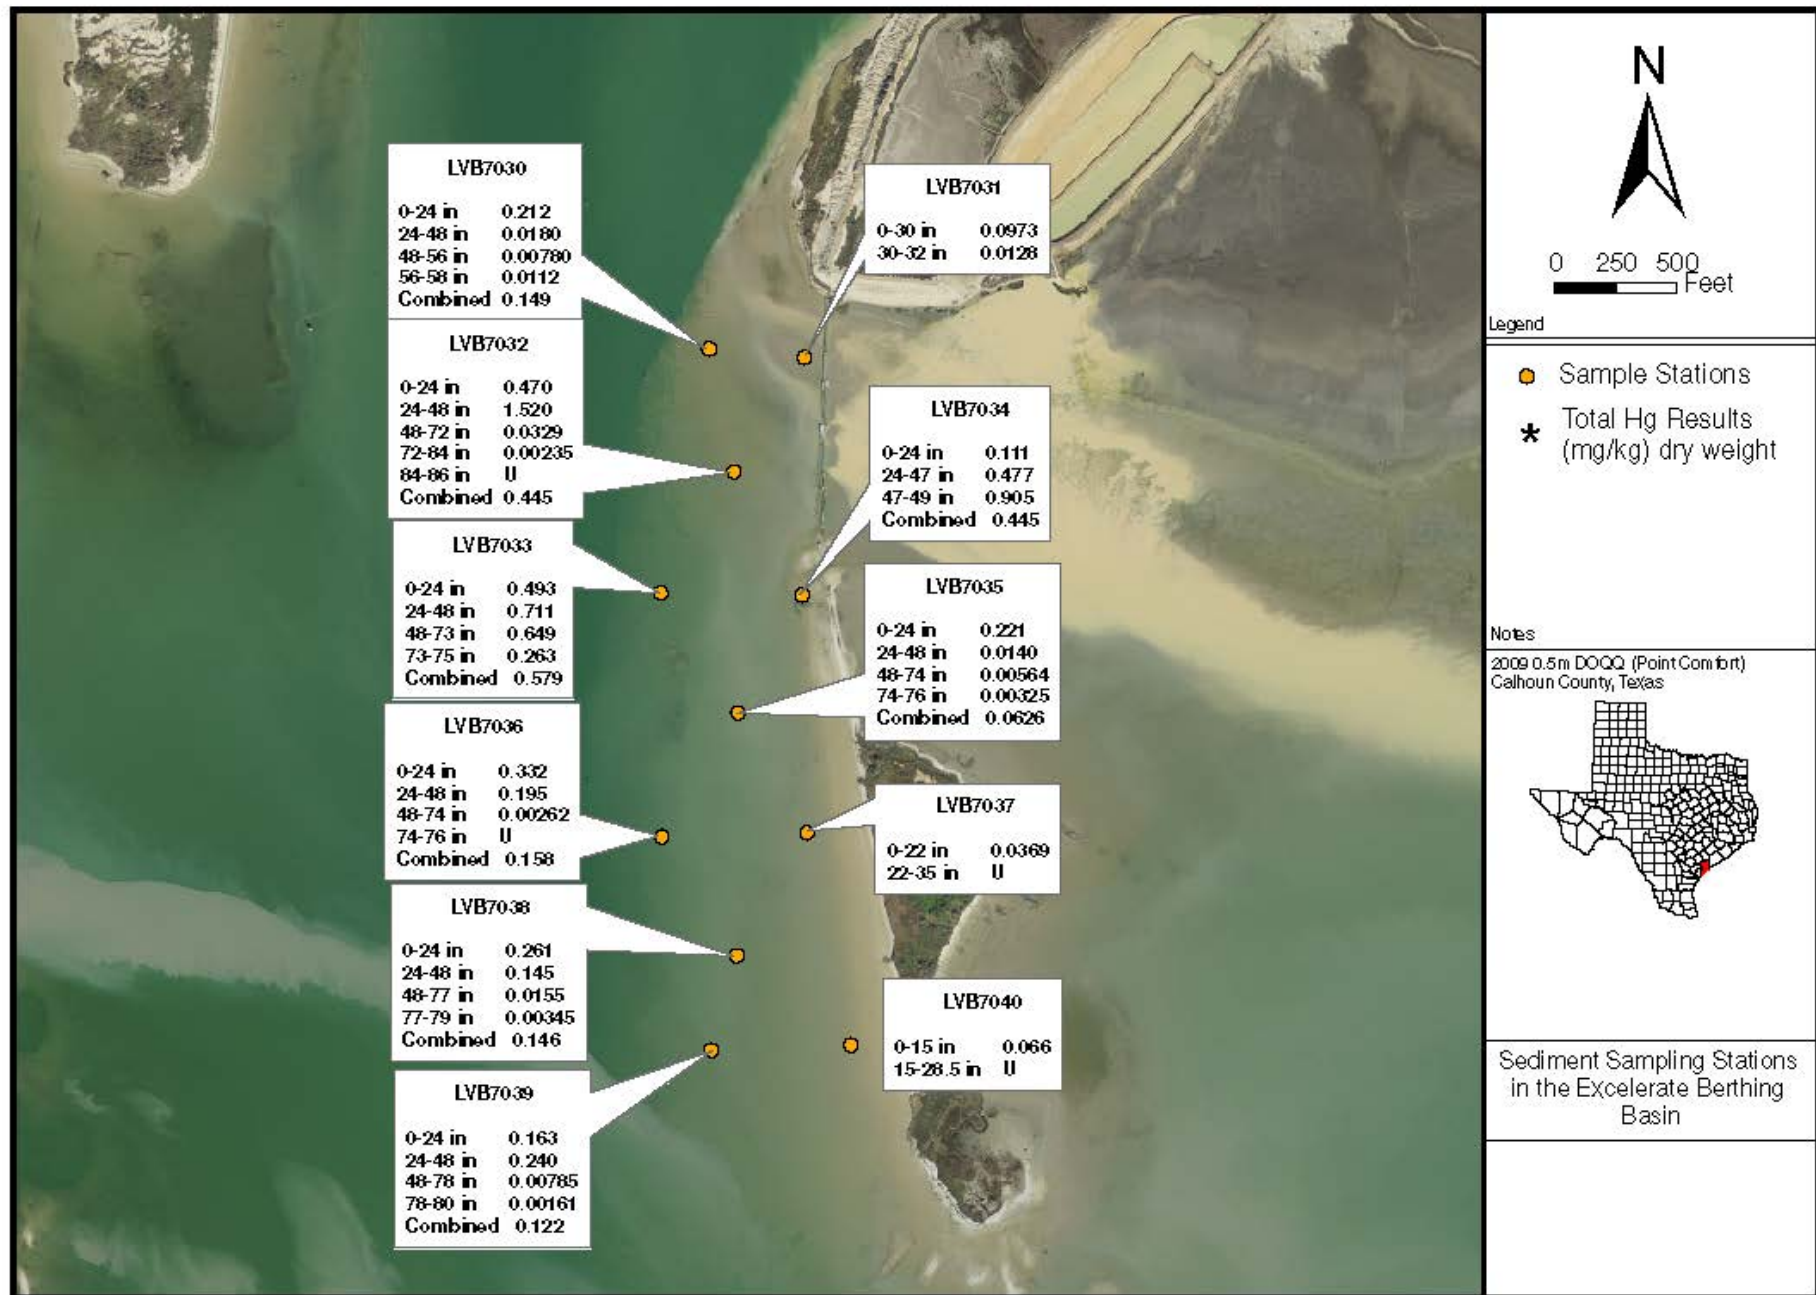 LVB7030
0-24 in 0.212
24-48 in 0.0180
48-56 in 0.00780
56-58 in 0.0112
Combined 0.149
LVB7031
0-30 in 0.0973
30-32 in 0.0128
LVB7032
0-24 in 0.470
24-48 in 1.520
48-72 in 0.0329
72-84 in 0.00235
84-86 in U
Combined 0.445
LVB7034
0-24 in 0.111
24-47 in 0.477
47-49 in 0.905
Combined 0.445
LVB7033
0-24 in 0.493
24-48 in 0.711
48-73 in 0.649
73-75 in 0.263
Combined 0.579
LVB7035
0-24 in 0.221
24-48 in 0.0140
48-74 in 0.00564
74-76 in 0.00325
Combined 0.0626
LVB7036
0-24 in 0.332
24-48 in 0.195
48-74 in 0.00262
74-76 in U
Combined 0.158
LVB7037
0-22 in 0.0369
22-35 in U
LVB7038
0-24 in 0.261
24-48 in 0.145
48-77 in 0.0155
77-79 in 0.00345
Combined 0.146
LVB7040
0-15 in 0.066
15-28.5 in U
LVB7039
0-24 in 0.163
24-48 in 0.240
48-78 in 0.00785
78-80 in 0.00161
Combined 0.122
N
0 250 500
Feet
Legend
Sample Stations
* Total Hg Results
(mg/kg) dry weight
Notes
2009 0.5m DOQQ (Point Comfort)
Calhoun County, Texas
Sediment Sampling Stations
in the Excelerate Berthing
Basin